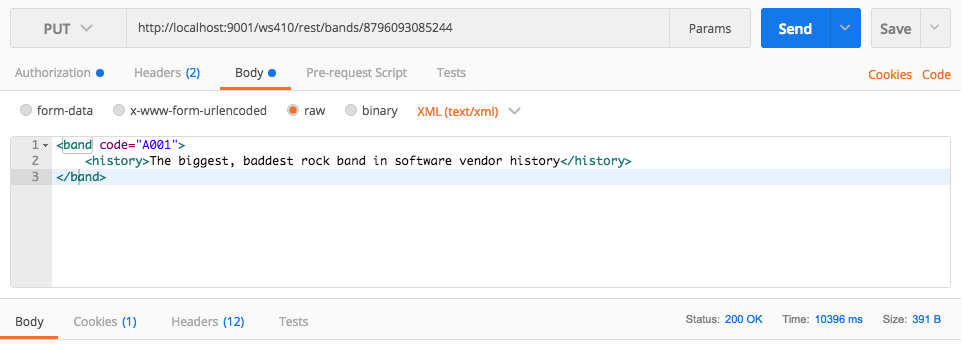 PUT http://localhost:9001/ws410/rest/bands/8796093085244 Params Send Save
Authorization Headers (2) Body Pre-request Script Tests Cookies Code
form-data x-www-form-urlencoded raw binary XML (text/xml)
1 <band code="A001">
2 <history>The biggest, baddest rock band in software vendor history</history>
3 </band>
Body Cookies (1) Headers (12) Tests Status: 200 OK Time: 10396 ms Size: 391 B